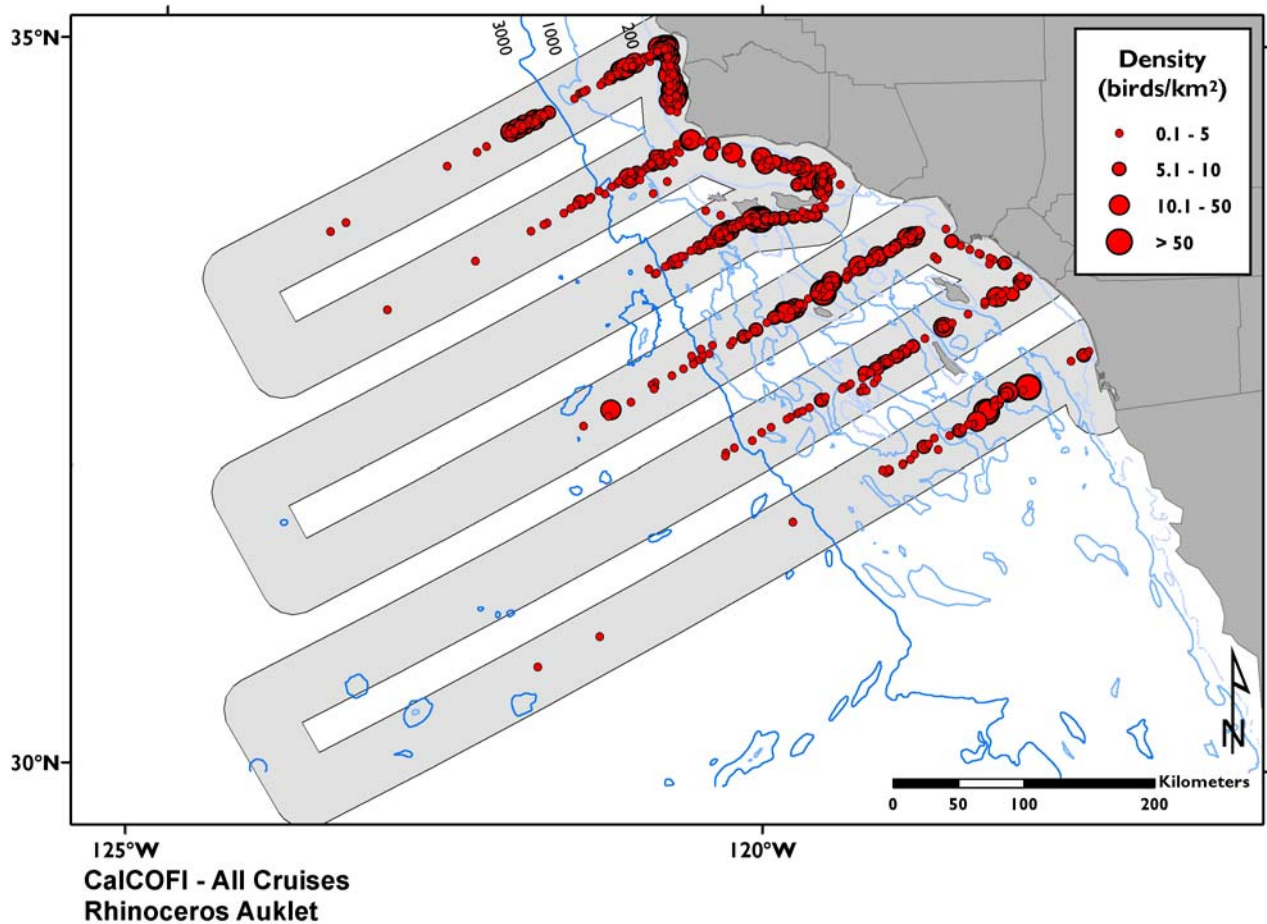 35°N
30°N
125°W
120°W
3000
1000
200
Density
(birds/km²)
0.1 - 5
5.1 - 10
10.1 - 50
> 50
N
Kilometers
0 50 100 200
CalCOFI - All Cruises
Rhinoceros Auklet